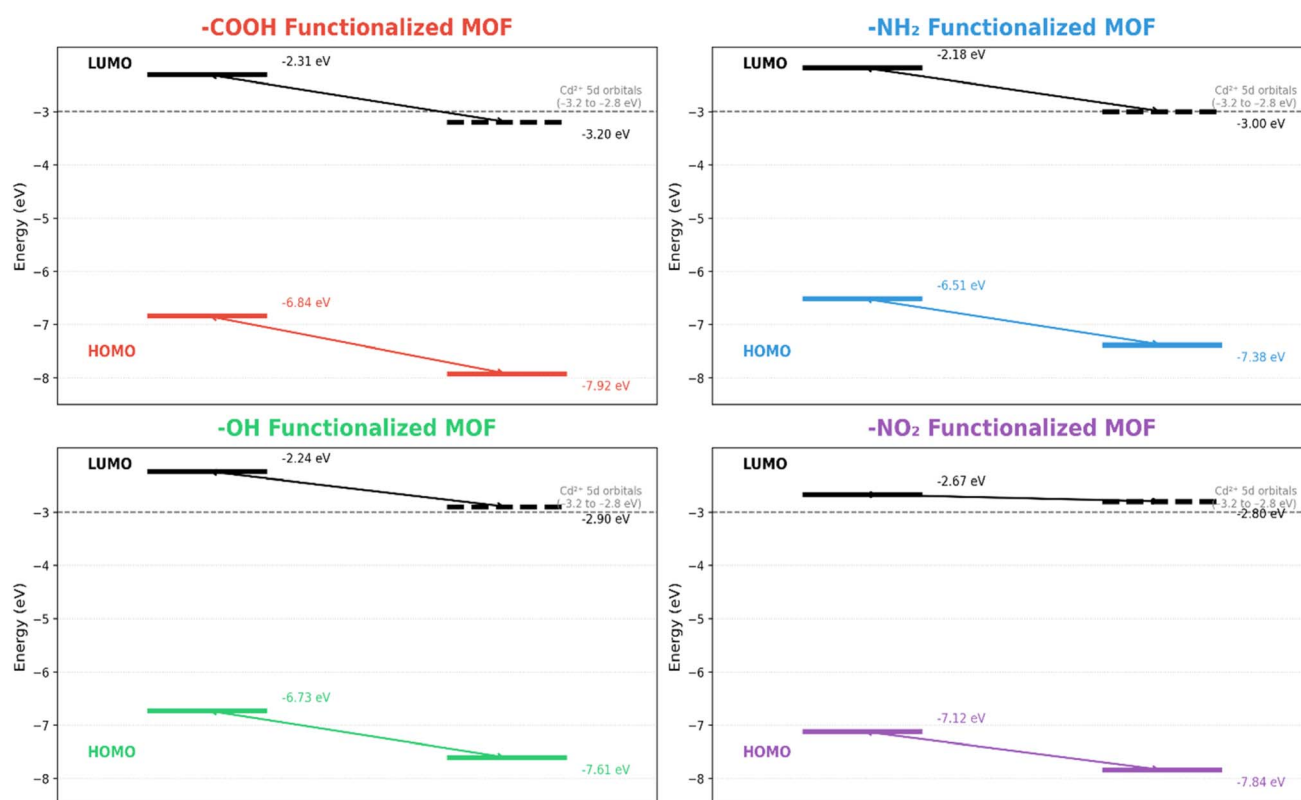 -COOH Functionalized MOF
LUMO
-2.31 eV
Cd²⁺ 5d orbitals
(–3.2 to –2.8 eV)
-3.20 eV
-6.84 eV
HOMO
-7.92 eV
Energy (eV)
−3
−4
−5
−6
−7
−8
-NH₂ Functionalized MOF
LUMO
-2.18 eV
Cd²⁺ 5d orbitals
(–3.2 to –2.8 eV)
-3.00 eV
-6.51 eV
HOMO
-7.38 eV
Energy (eV)
−3
−4
−5
−6
−7
−8
-OH Functionalized MOF
LUMO
-2.24 eV
Cd²⁺ 5d orbitals
(–3.2 to –2.8 eV)
-2.90 eV
-6.73 eV
HOMO
-7.61 eV
Energy (eV)
−3
−4
−5
−6
−7
−8
-NO₂ Functionalized MOF
LUMO
-2.67 eV
Cd²⁺ 5d orbitals
(–3.2 to –2.8 eV)
-2.80 eV
-7.12 eV
HOMO
-7.84 eV
Energy (eV)
−3
−4
−5
−6
−7
−8